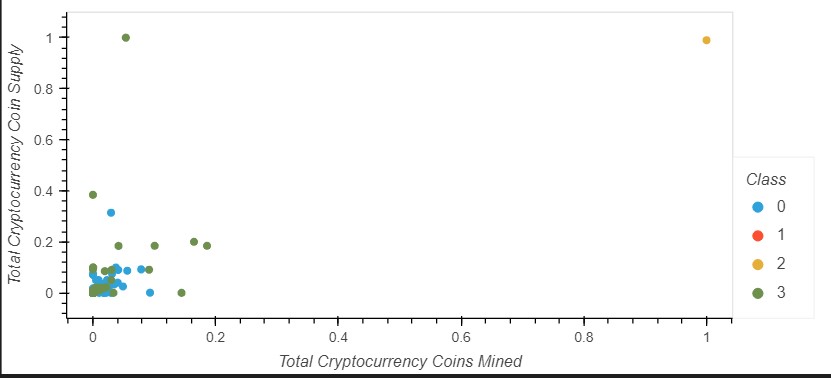 Total Cryptocurrency Coin Supply
1
0.8
0.6
0.4
0.2
0
0 0.2 0.4 0.6 0.8 1
Total Cryptocurrency Coins Mined
Class
0
1
2
3